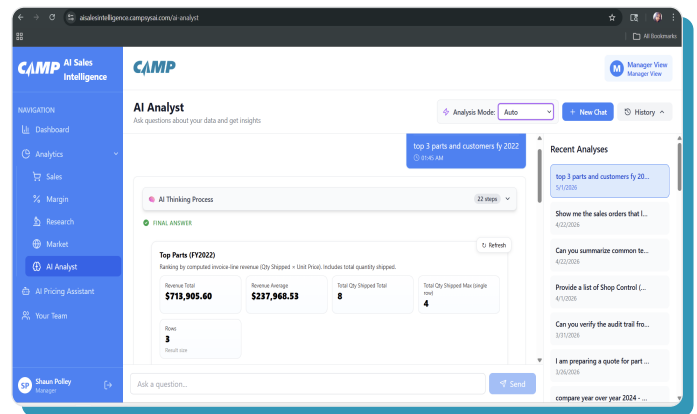 aisalesintelligence.campsysai.com/ai-analyst
All Bookmarks
CAMP AI Sales
Intelligence
NAVIGATION
Dashboard
Analytics
Sales
Margin
Research
Market
AI Analyst
AI Pricing Assistant
Your Team
SP
Shaun Polley
Manager
CAMP
M
Manager View
Manager View
AI Analyst
Ask questions about your data and get insights
Analysis Mode:
Auto
+ New Chat
History
top 3 parts and customers fy 2022
01:45 AM
AI Thinking Process
22 steps
FINAL ANSWER
Refresh
Top Parts (FY2022)
Ranking by computed invoice-line revenue (Qty Shipped × Unit Price). Includes total quantity shipped.
Revenue Total
$713,905.60
Revenue Average
$237,968.53
Qty Shipped Total
8
Total Qty Shipped Max (single
row)
4
Rows
3
Result size
Ask a question...
Send
Recent Analyses
top 3 parts and customers fy 20...
5/1/2026
Show me the sales orders that l...
4/22/2026
Can you summarize common te...
4/22/2026
Provide a list of Shop Control (...
4/1/2026
Can you verify the audit trail fro...
3/31/2026
I am preparing a quote for part ...
3/26/2026
compare year over year 2024 - ...